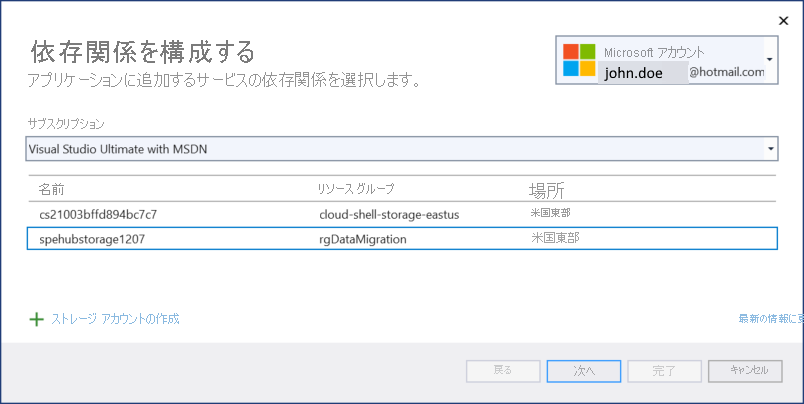 依存関係を構成する
アプリケーションに追加するサービスの依存関係を選択します。
Microsoft アカウント
john.doe @hotmail.com
サブスクリプション
Visual Studio Ultimate with MSDN
名前 リソース グループ 場所
cs21003bffd894bc7c7 cloud-shell-storage-eastus 米国東部
spehubstorage1207 rgDataMigration 米国東部
ストレージ アカウントの作成 最新の情報に更
戻る 次へ 完了 キャンセル